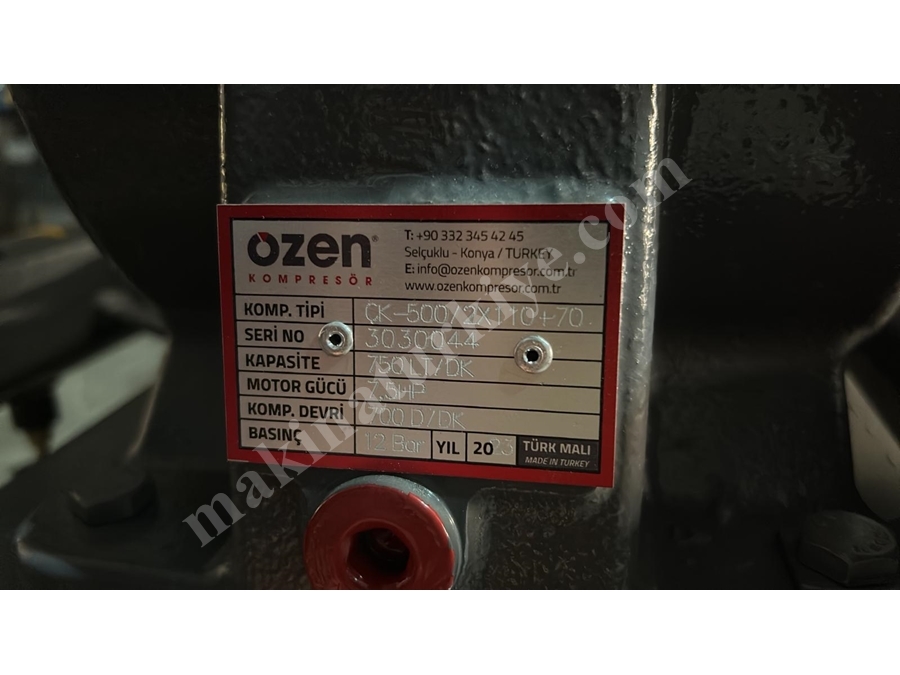 özen®
KOMPRESÖR
T: +90 332 345 42 45
Selçuklu - Konya / TURKEY
E: info@ozenkompresor.com.tr
www.ozenkompresor.com.tr
KOMP. TİPİ ÇK-500 2X110+70
SERİ NO 3030044
KAPASİTE 750 LT/DK
MOTOR GÜCÜ 7,5HP
KOMP. DEVRİ 700 D/DK
BASINÇ 12 Bar YIL 2023 TÜRK MALI
MADE IN TURKEY
makinaturkiye.com